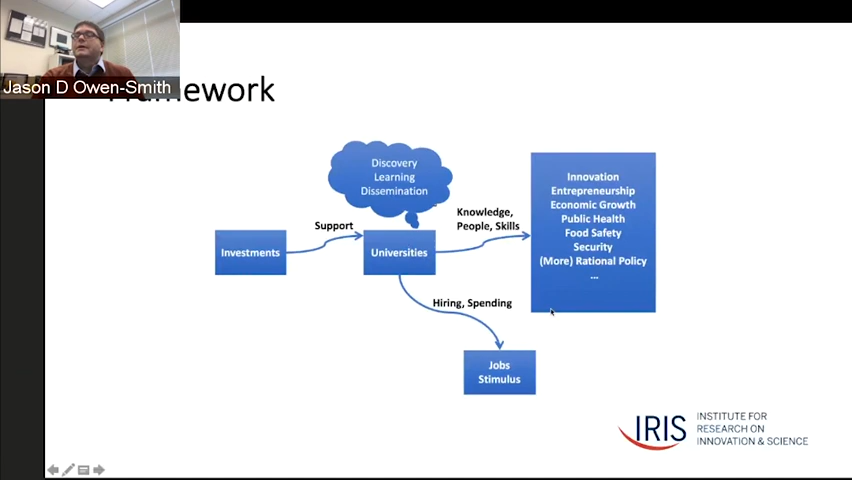 Jason D Owen-Smith
Framework
Discovery
Learning
Dissemination
Support
Knowledge,
People, Skills
Investments
Universities
Innovation
Entrepreneurship
Economic Growth
Public Health
Food Safety
Security
(More) Rational Policy
...
Hiring, Spending
Jobs
Stimulus
IRIS
INSTITUTE FOR
RESEARCH ON
INNOVATION & SCIENCE